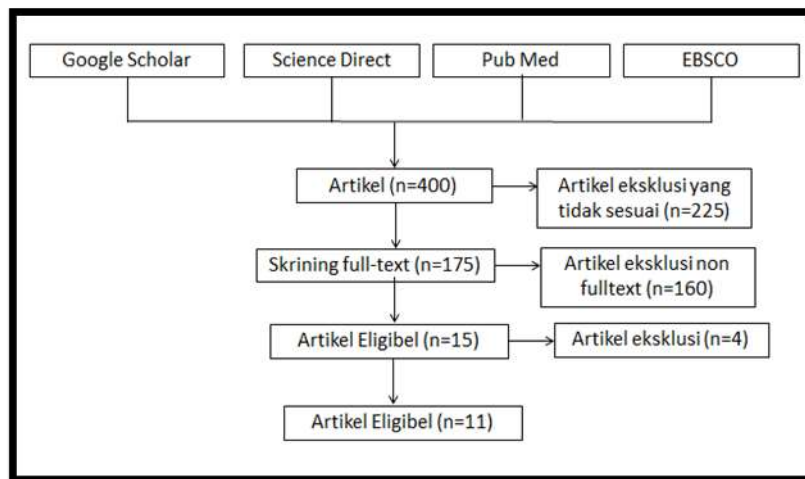 Google Scholar
Science Direct
Pub Med
EBSCO
Artikel (n=400)
Artikel eksklusi yang
tidak sesuai (n=225)
Skrining full-text (n=175)
Artikel eksklusi non
fulltext (n=160)
Artikel Eligibel (n=15)
Artikel eksklusi (n=4)
Artikel Eligibel (n=11)